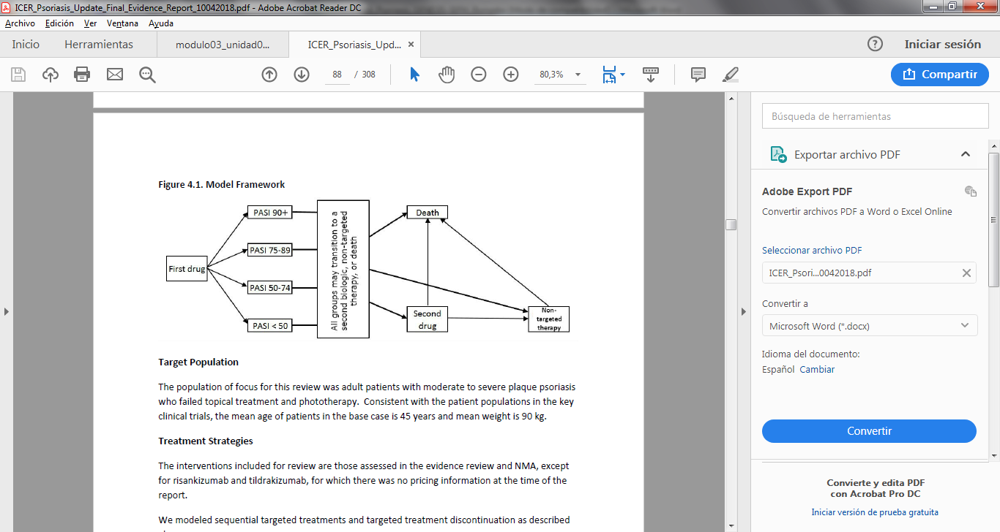 ICER_Psoriasis_Update_Final_Evidence_Report_10042018.pdf - Adobe Acrobat Reader DC
Archivo Edición Ver Ventana Ayuda
Inicio Herramientas modulo03_unidad0... ICER_Psoriasis_Upd... × ? Iniciar sesión
88 / 308 80,3% Compartir
Búsqueda de herramientas
Exportar archivo PDF
Adobe Export PDF
Convertir archivos PDF a Word o Excel Online
Seleccionar archivo PDF
ICER_Psori...0042018.pdf
Convertir a
Microsoft Word (*.docx)
Idioma del documento:
Español Cambiar
Convertir
Convierte y edita PDF
con Acrobat Pro DC
Iniciar versión de prueba gratuita
Figure 4.1. Model Framework
First drug
PASI 90+
PASI 75-89
PASI 50-74
PASI < 50
All groups may transition to a
second biologic, non-targeted
therapy, or death
Death
Second
drug
Non-
targeted
therapy
Target Population
The population of focus for this review was adult patients with moderate to severe plaque psoriasis
who failed topical treatment and phototherapy. Consistent with the patient populations in the key
clinical trials, the mean age of patients in the base case is 45 years and mean weight is 90 kg.
Treatment Strategies
The interventions included for review are those assessed in the evidence review and NMA, except
for risankizumab and tildrakizumab, for which there was no pricing information at the time of the
report.
We modeled sequential targeted treatments and targeted treatment discontinuation as described